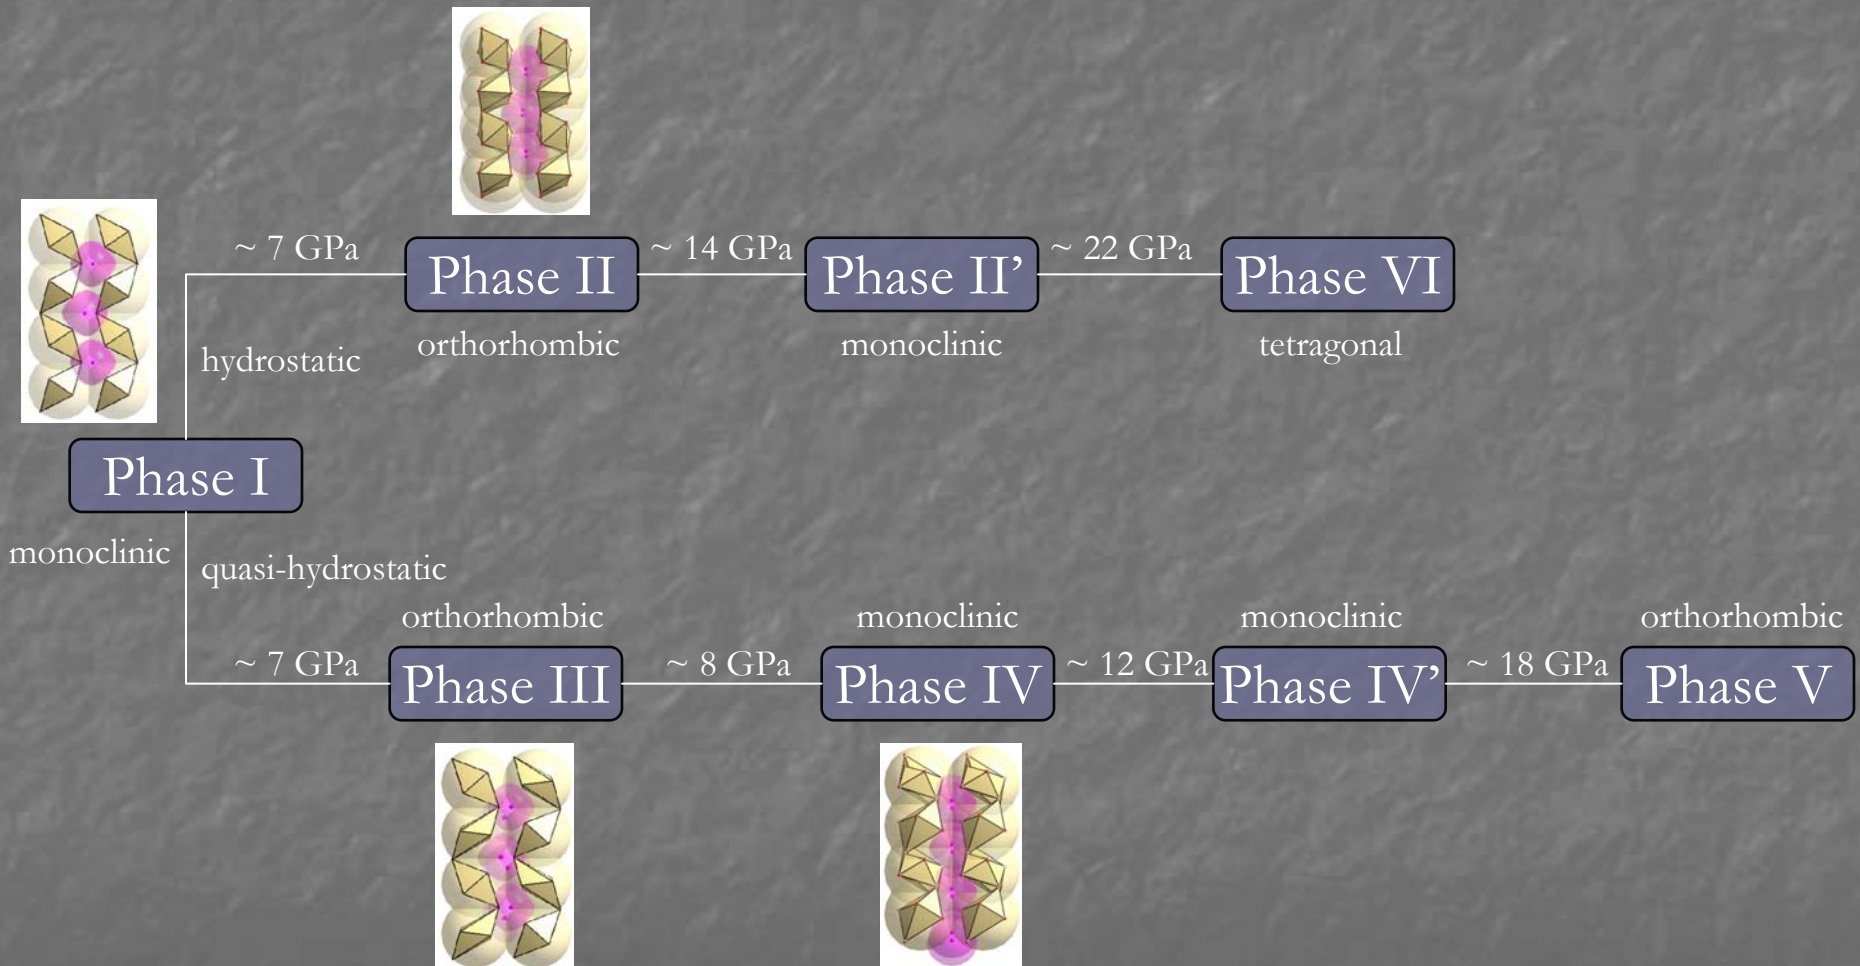 ~ 7 GPa
Phase II
orthorhombic
~ 14 GPa
Phase II’
monoclinic
~ 22 GPa
Phase VI
tetragonal
hydrostatic
Phase I
monoclinic
quasi-hydrostatic
~ 7 GPa
orthorhombic
Phase III
~ 8 GPa
monoclinic
Phase IV
~ 12 GPa
monoclinic
Phase IV’
~ 18 GPa
orthorhombic
Phase V